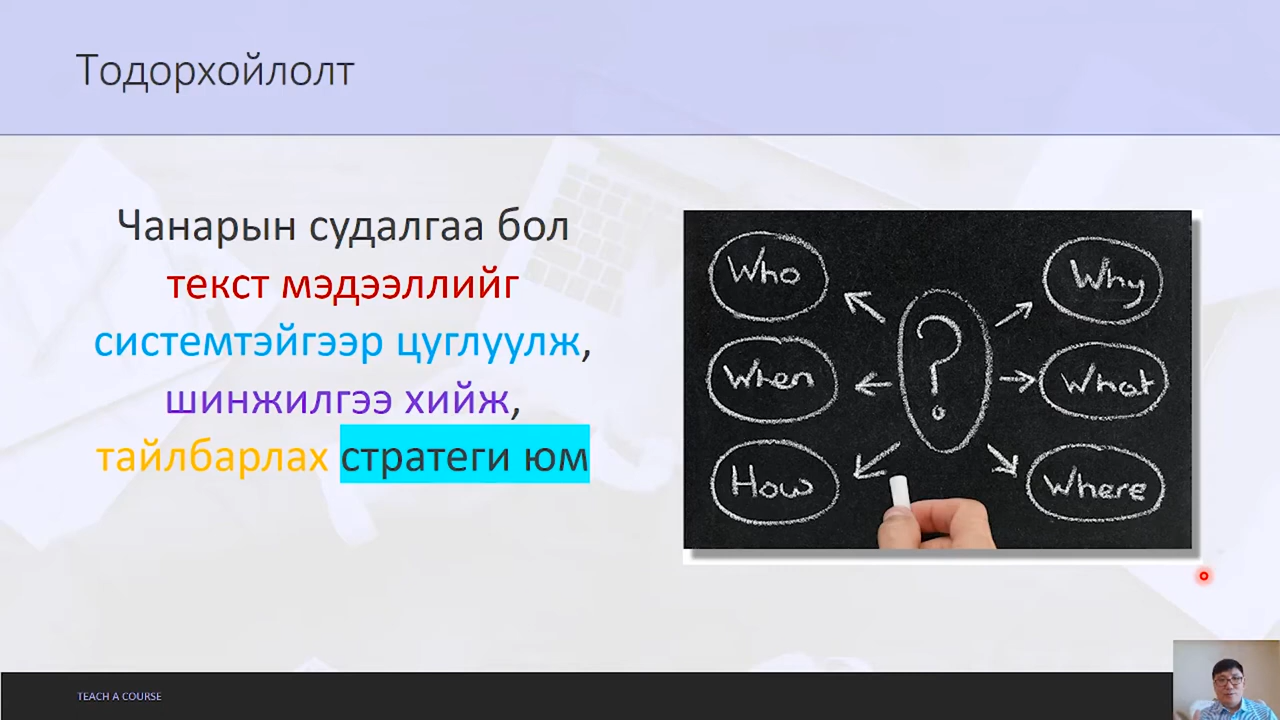 Тодорхойлолт
Чанарын судалгаа бол
текст мэдээллийг
системтэйгээр цуглуулж,
шинжилгээ хийж,
тайлбарлах стратеги юм
Who
Why
?
When
What
How
Where
TEACH A COURSE